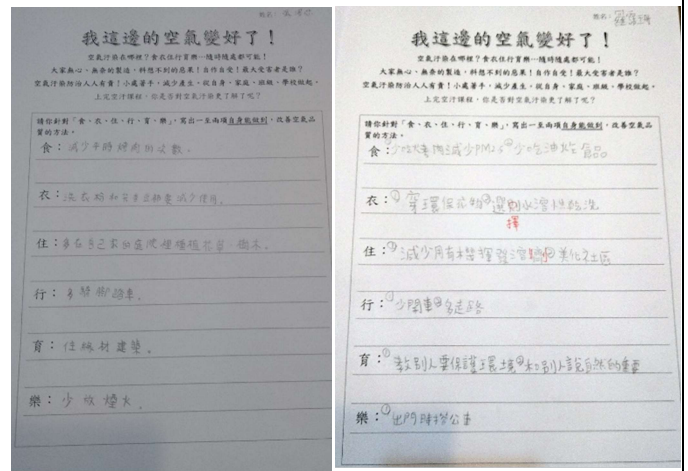 姓名：
我這邊的空氣變好了！
空氣汙染在哪裡？食衣住行育樂…隨時隨處都可能！
大家無心、無奈的製造，料想不到的惡果！自作自受！最大受害者是誰？
空氣汙染防治人人有責！小處著手，減少產生，從自身、家庭、班級、學校做起。
上完空汙課程，你是否對空氣汙染更了解了呢？
請你針對「食、衣、住、行、育、樂」，寫出一至兩項自身能做到，改善空氣品
質的方法。
食：減少平時烤肉的次數。
衣：洗衣精和
減少使用。
住：多在自己家的庭院裡種植花草、樹木。
行：多騎腳踏車。
育：住綠材建築。
樂：少放煙火。
姓名：羅
我這邊的空氣變好了！
空氣汙染在哪裡？食衣住行育樂…隨時隨處都可能！
大家無心、無奈的製造，料想不到的惡果！自作自受！最大受害者是誰？
空氣汙染防治人人有責！小處著手，減少產生，從自身、家庭、班級、學校做起。
上完空汙課程，你是否對空氣汙染更了解了呢？
請你針對「食、衣、住、行、育、樂」，寫出一至兩項自身能做到，改善空氣品
質的方法。
食：①少吃燒烤減少PM2.5②少吃油炸食品
衣：①穿環保衣物②選水溶性乾洗
擇
住：①減少用有機揮發溶劑②美化社區
行：①少開車②多走路
育：①教別人要保護環境②和別人說自然的重要
樂：①出門時搭公車